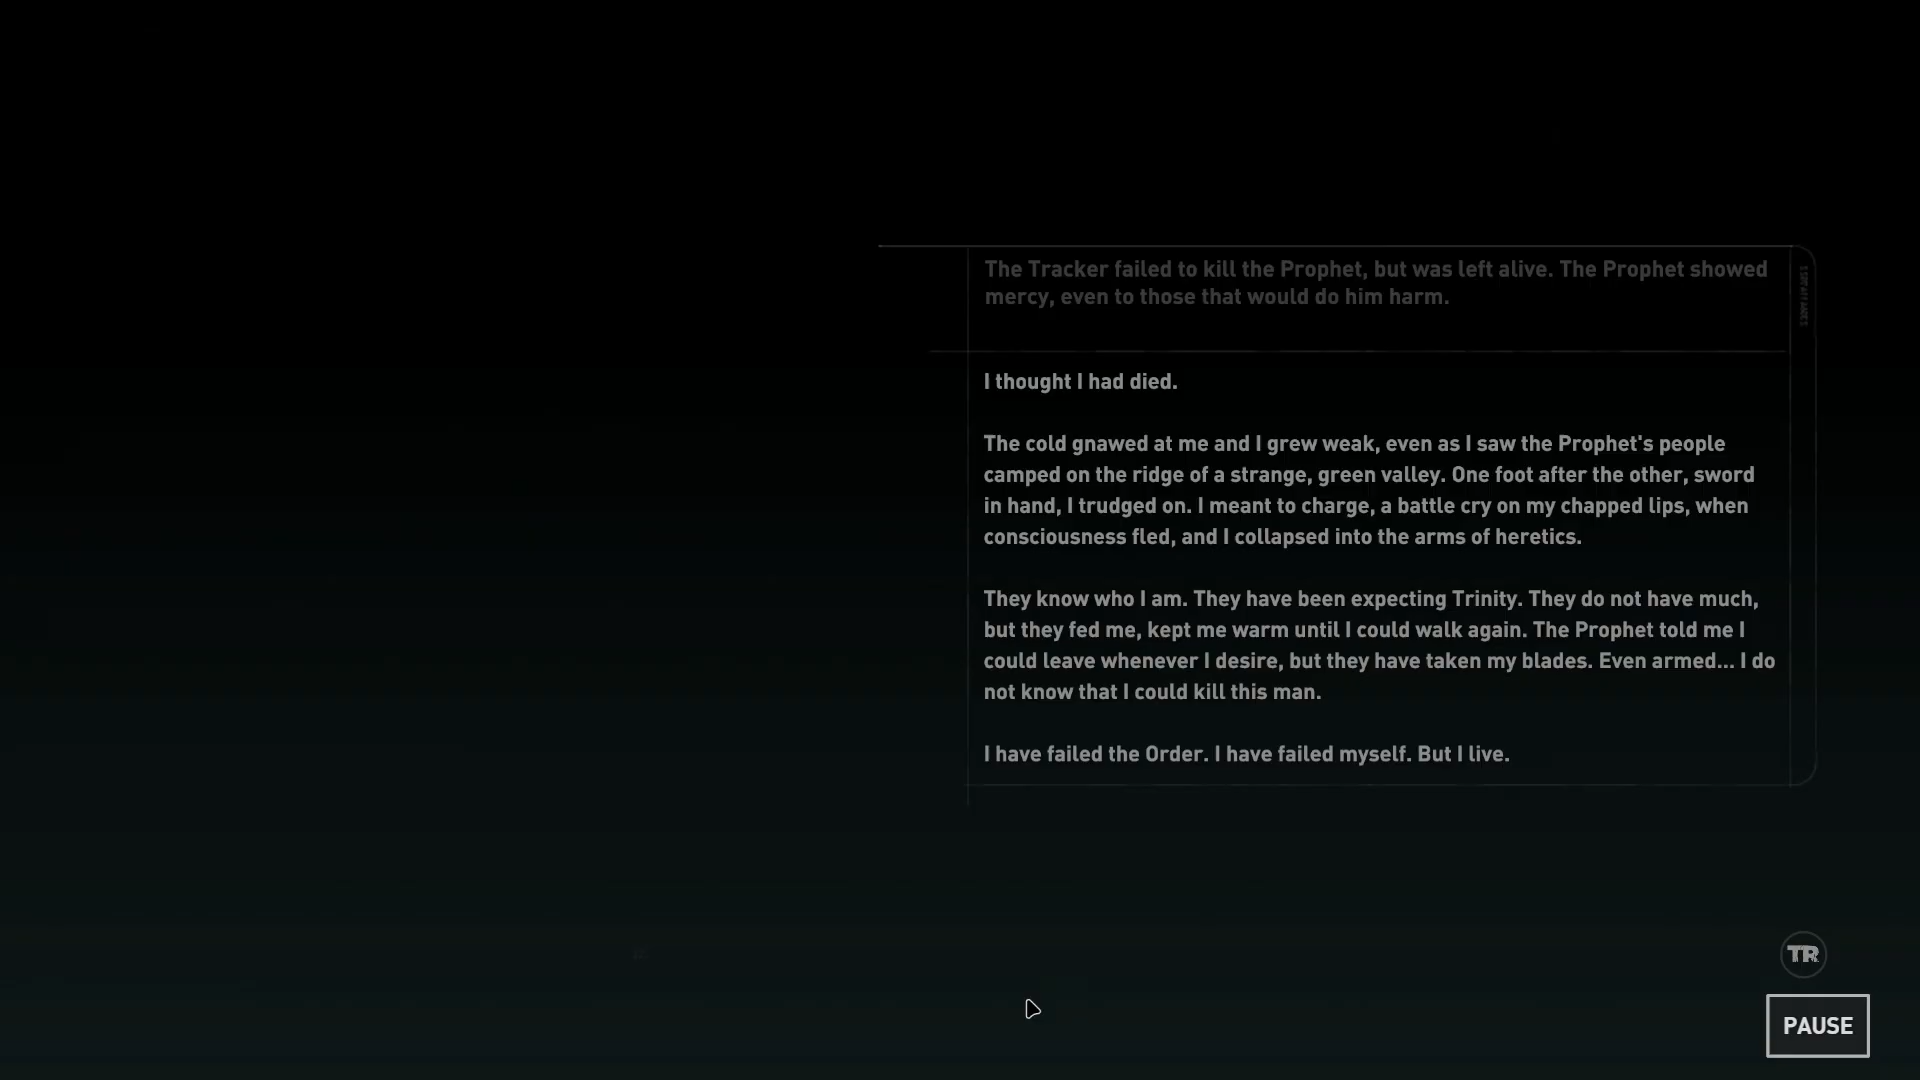 The Tracker failed to kill the Prophet, but was left alive. The Prophet showed
mercy, even to those that would do him harm.
I thought I had died.
The cold gnawed at me and I grew weak, even as I saw the Prophet's people
camped on the ridge of a strange, green valley. One foot after the other, sword
in hand, I trudged on. I meant to charge, a battle cry on my chapped lips, when
consciousness fled, and I collapsed into the arms of heretics.
They know who I am. They have been expecting Trinity. They do not have much,
but they fed me, kept me warm until I could walk again. The Prophet told me I
could leave whenever I desire, but they have taken my blades. Even armed... I do
not know that I could kill this man.
I have failed the Order. I have failed myself. But I live.
TR
PAUSE